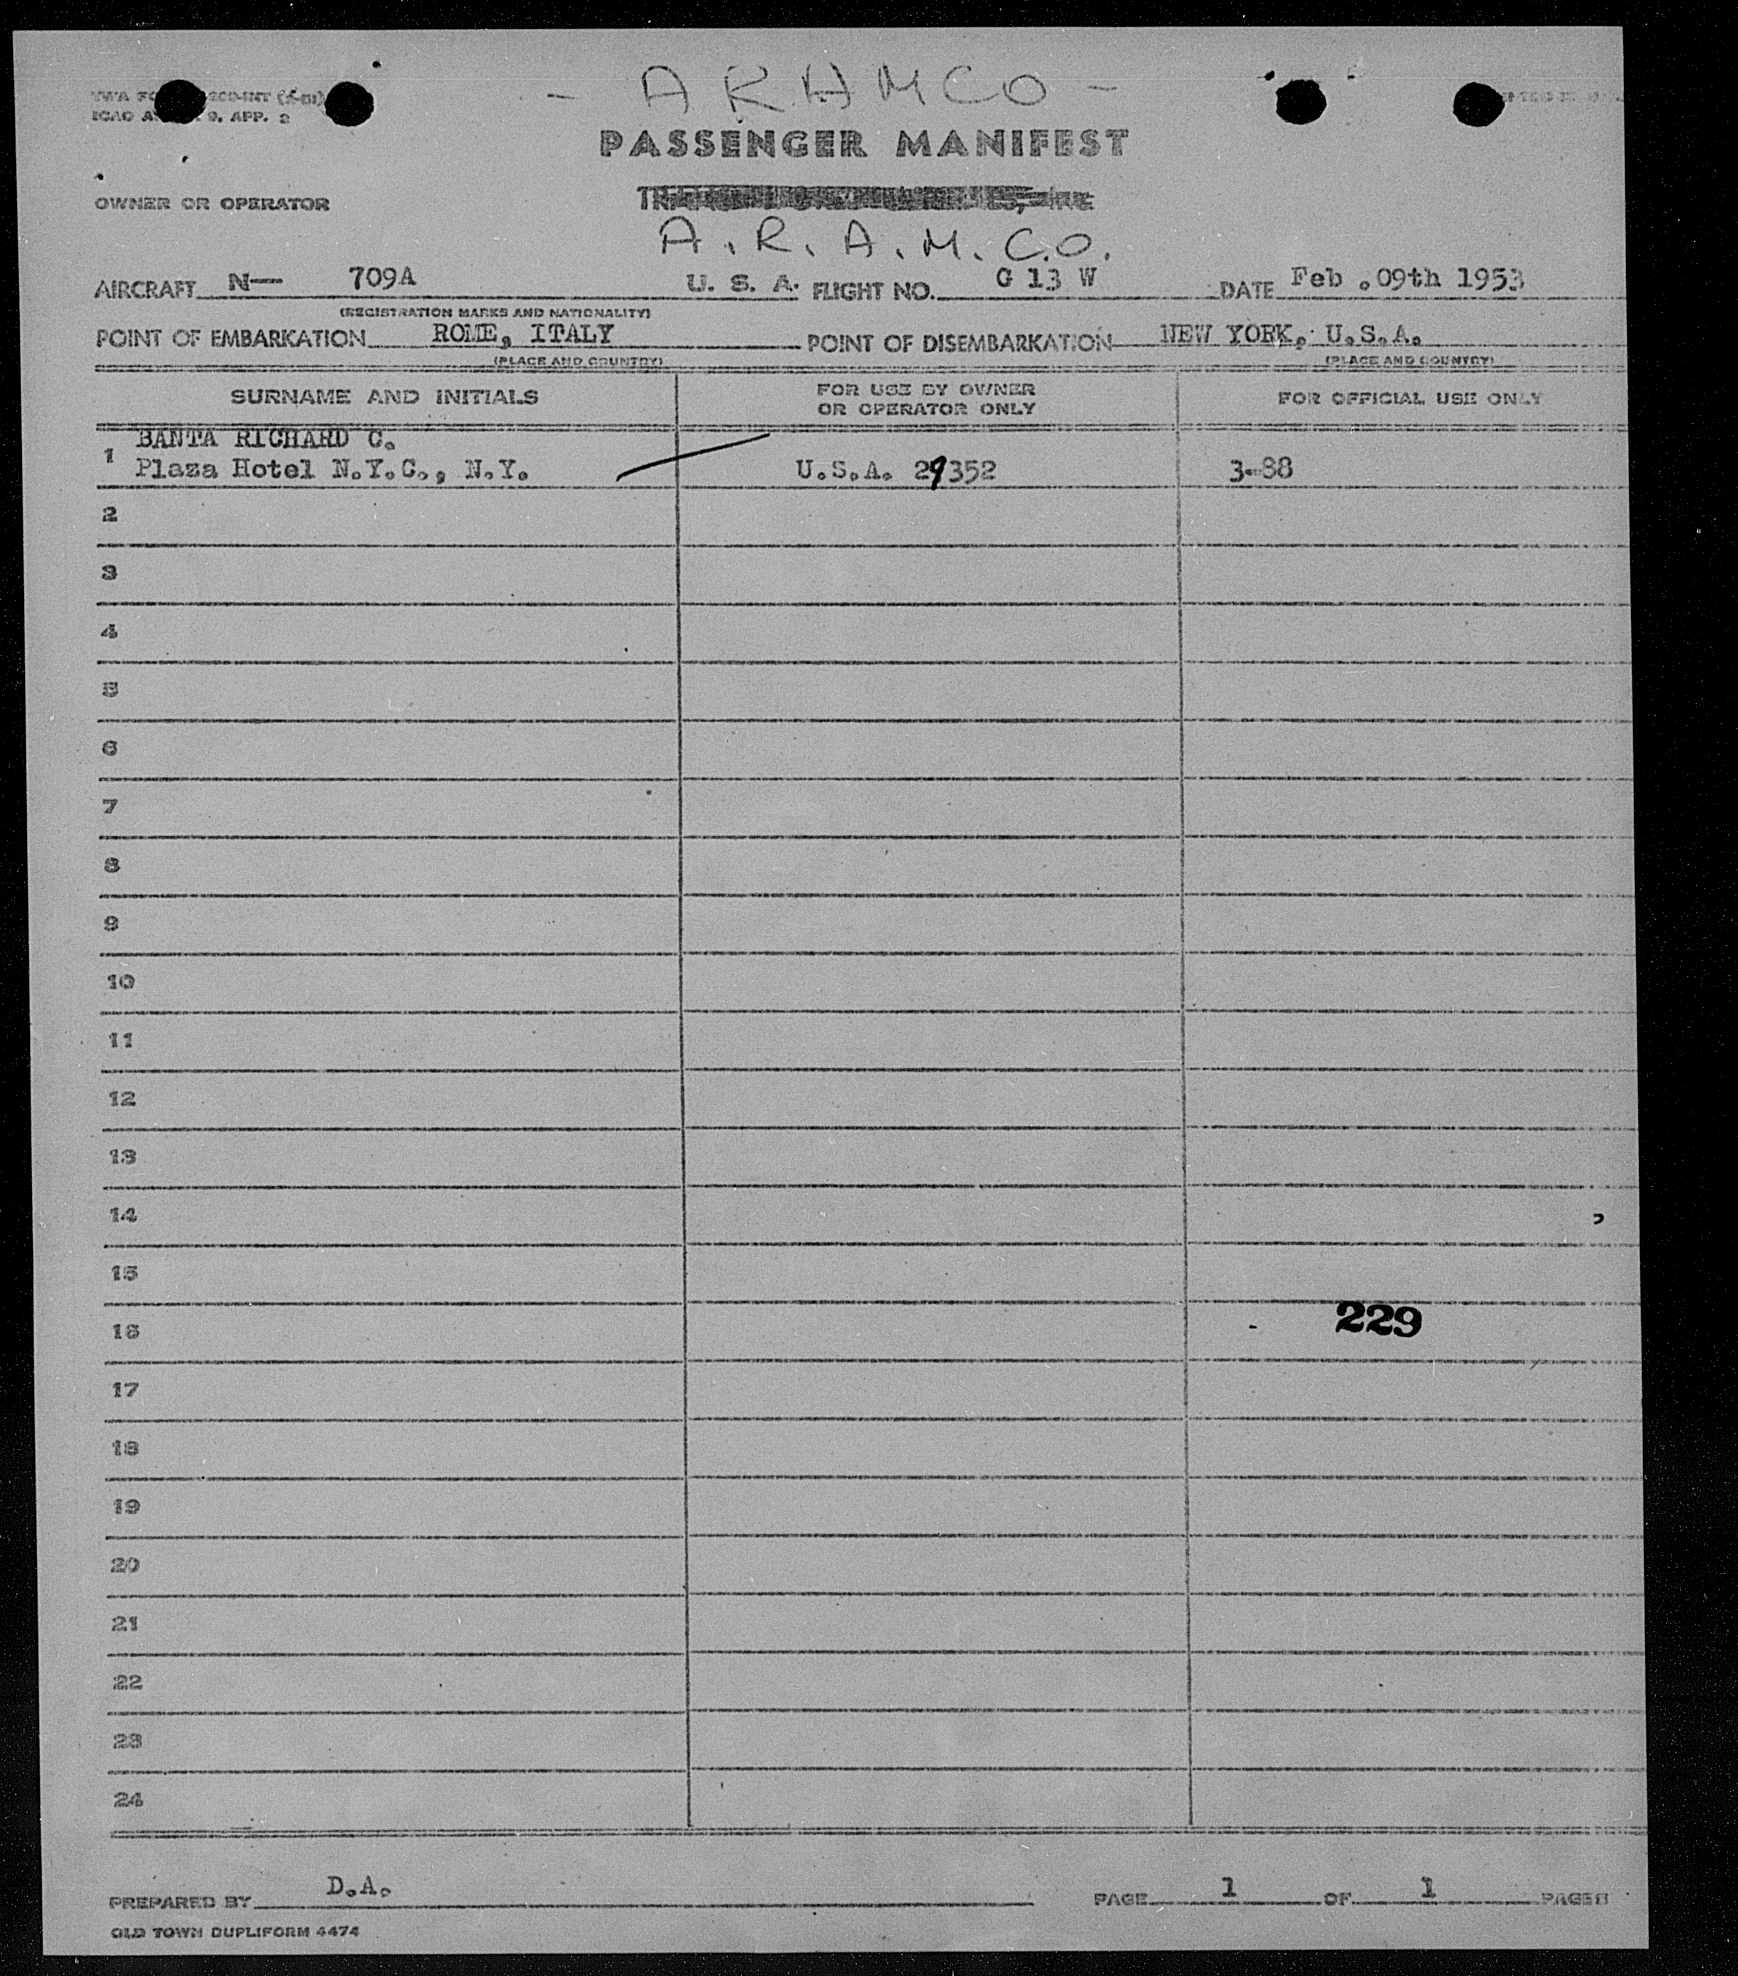 - ARAMCO -
ICAO 9, APP. 2
PASSENGER MANIFEST
OWNER OR OPERATOR
A.R.A.M.C.O.
AIRCRAFT N— 709A U. S. A. FLIGHT NO. G 13 W DATE Feb .09th 1953
(REGISTRATION MARKS AND NATIONALITY)
POINT OF EMBARKATION ROME, ITALY POINT OF DISEMBARKATION NEW YORK, U.S.A.
(PLACE AND COUNTRY) (PLACE AND COUNTRY)
SURNAME AND INITIALS FOR USE BY OWNER OR OPERATOR ONLY FOR OFFICIAL USE ONLY
BANTA RICHARD C.
1 Plaza Hotel N.Y.C., N.Y. U.S.A. 29352 3-88
2
3
4
5
6
7
8
9
10
11
12
13
14
15
16 229
17
18
19
20
21
22
23
24
PREPARED BY D.A. PAGE 1 OF 1 PAGES
OLD TOWN DUPLIFORM 4474